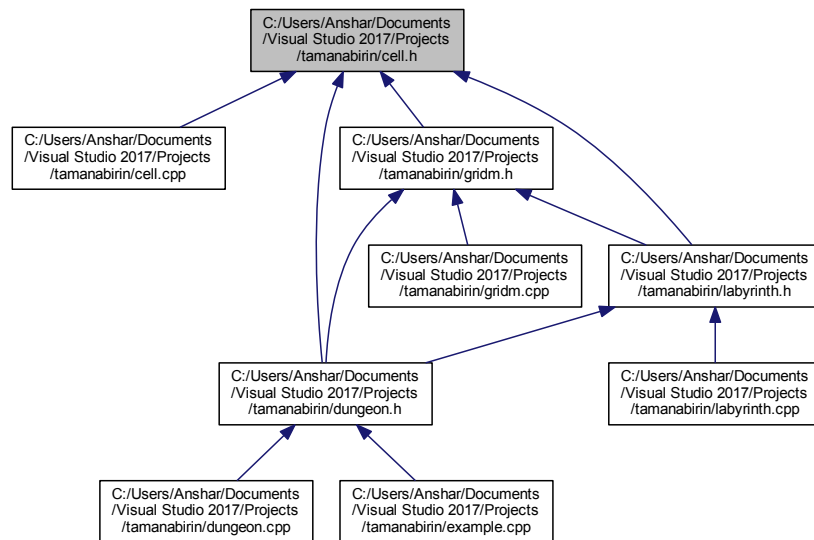 C:/Users/Anshar/Documents
/Visual Studio 2017/Projects
/tamanabirin/cell.h
C:/Users/Anshar/Documents
/Visual Studio 2017/Projects
/tamanabirin/cell.cpp
C:/Users/Anshar/Documents
/Visual Studio 2017/Projects
/tamanabirin/gridm.h
C:/Users/Anshar/Documents
/Visual Studio 2017/Projects
/tamanabirin/gridm.cpp
C:/Users/Anshar/Documents
/Visual Studio 2017/Projects
/tamanabirin/labyrinth.h
C:/Users/Anshar/Documents
/Visual Studio 2017/Projects
/tamanabirin/dungeon.h
C:/Users/Anshar/Documents
/Visual Studio 2017/Projects
/tamanabirin/labyrinth.cpp
C:/Users/Anshar/Documents
/Visual Studio 2017/Projects
/tamanabirin/dungeon.cpp
C:/Users/Anshar/Documents
/Visual Studio 2017/Projects
/tamanabirin/example.cpp